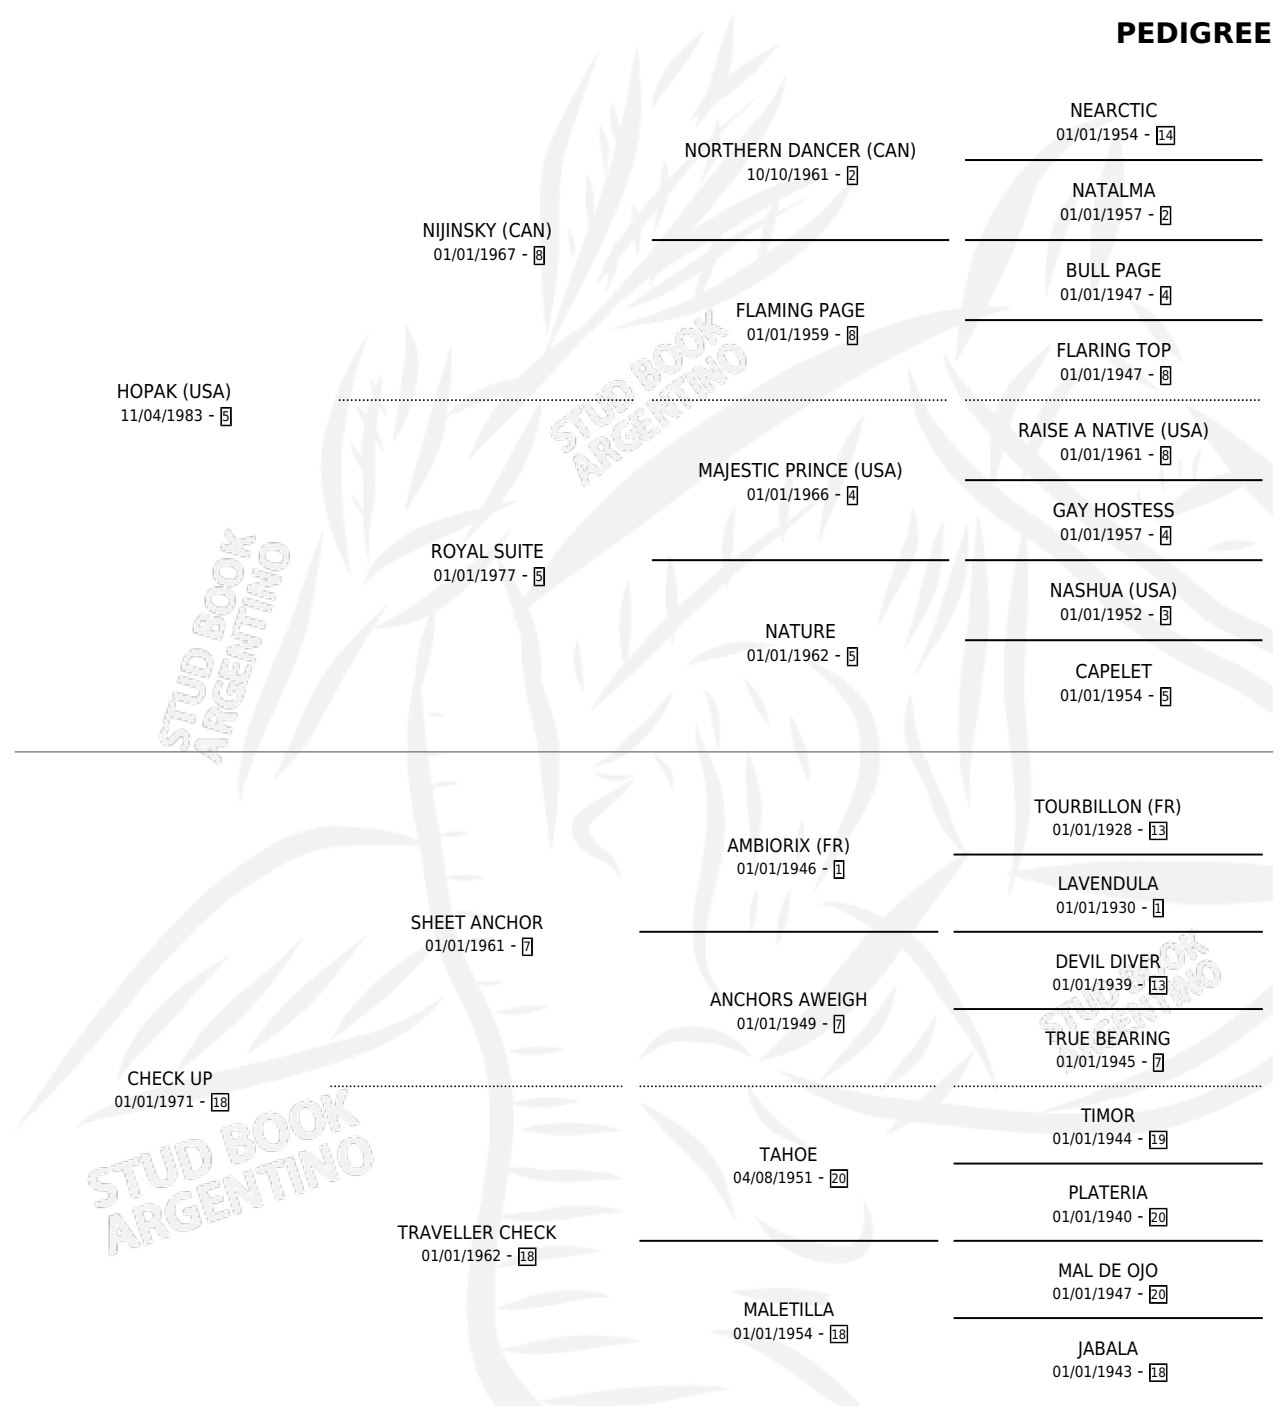 PEDIGREE
NEARCTIC
01/01/1954 - 14
NORTHERN DANCER (CAN)
10/10/1961 - 2
NATALMA
01/01/1957 - 2
NIJINSKY (CAN)
01/01/1967 - 8
BULL PAGE
01/01/1947 - 4
FLAMING PAGE
01/01/1959 - 8
FLARING TOP
01/01/1947 - 8
HOPAK (USA)
11/04/1983 - 5
STUD BOOK
ARGENTINO
RAISE A NATIVE (USA)
01/01/1961 - 8
MAJESTIC PRINCE (USA)
01/01/1966 - 4
GAY HOSTESS
01/01/1957 - 4
ROYAL SUITE
01/01/1977 - 5
NASHUA (USA)
01/01/1952 - 3
NATURE
01/01/1962 - 5
CAPELET
01/01/1954 - 5
STUD BOOK
ARGENTINO
TOURBILLON (FR)
01/01/1928 - 13
AMBIORIX (FR)
01/01/1946 - 1
LAVENDULA
01/01/1930 - 1
SHEET ANCHOR
01/01/1961 - 7
DEVIL DIVER
01/01/1939 - 13
ANCHORS AWEIGH
01/01/1949 - 7
STUD BOOK
ARGENTINO
TRUE BEARING
01/01/1945 - 7
CHECK UP
01/01/1971 - 18
TIMOR
01/01/1944 - 19
TAHOE
04/08/1951 - 20
STUD BOOK
ARGENTINO
PLATERIA
01/01/1940 - 20
TRAVELLER CHECK
01/01/1962 - 18
MAL DE OJO
01/01/1947 - 20
MALETILLA
01/01/1954 - 18
JABALA
01/01/1943 - 18